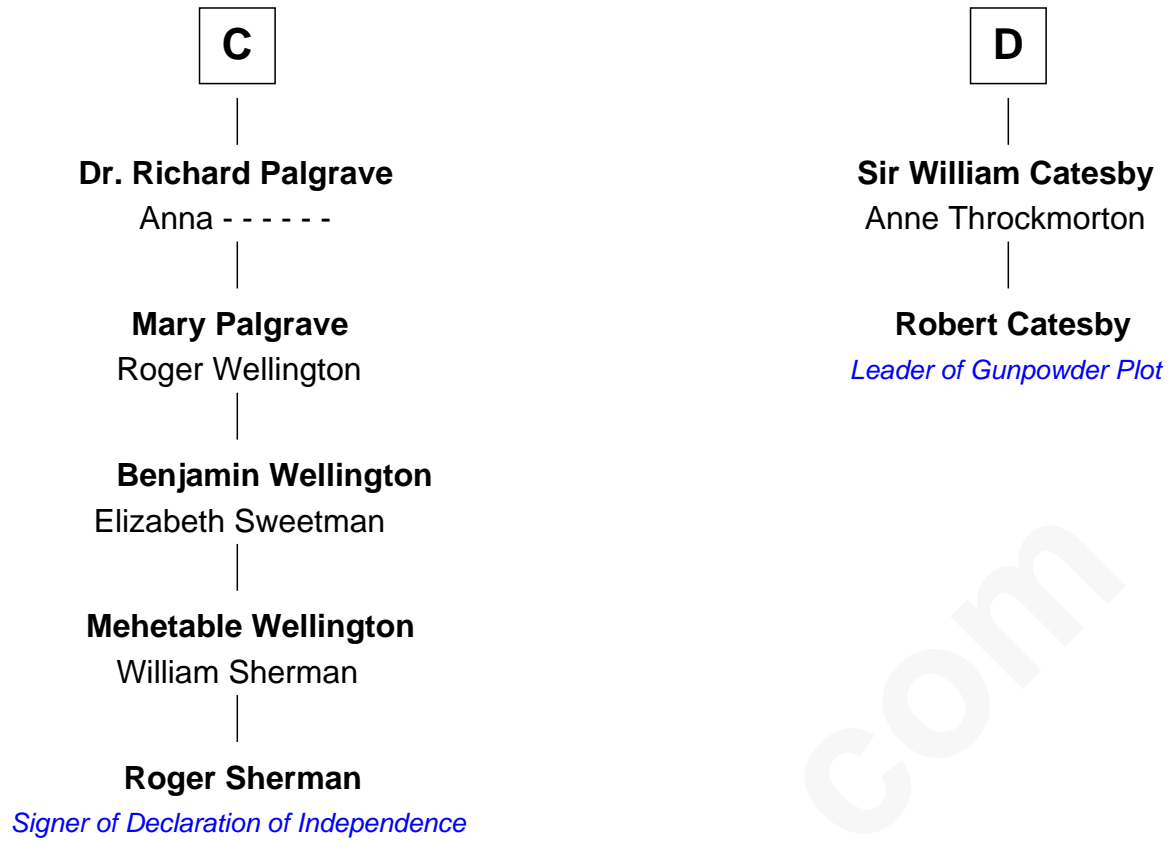 C
Dr. Richard Palgrave
Anna - - - - - -
Mary Palgrave
Roger Wellington
Benjamin Wellington
Elizabeth Sweetman
Mehetable Wellington
William Sherman
Roger Sherman
Signer of Declaration of Independence
D
Sir William Catesby
Anne Throckmorton
Robert Catesby
Leader of Gunpowder Plot
com